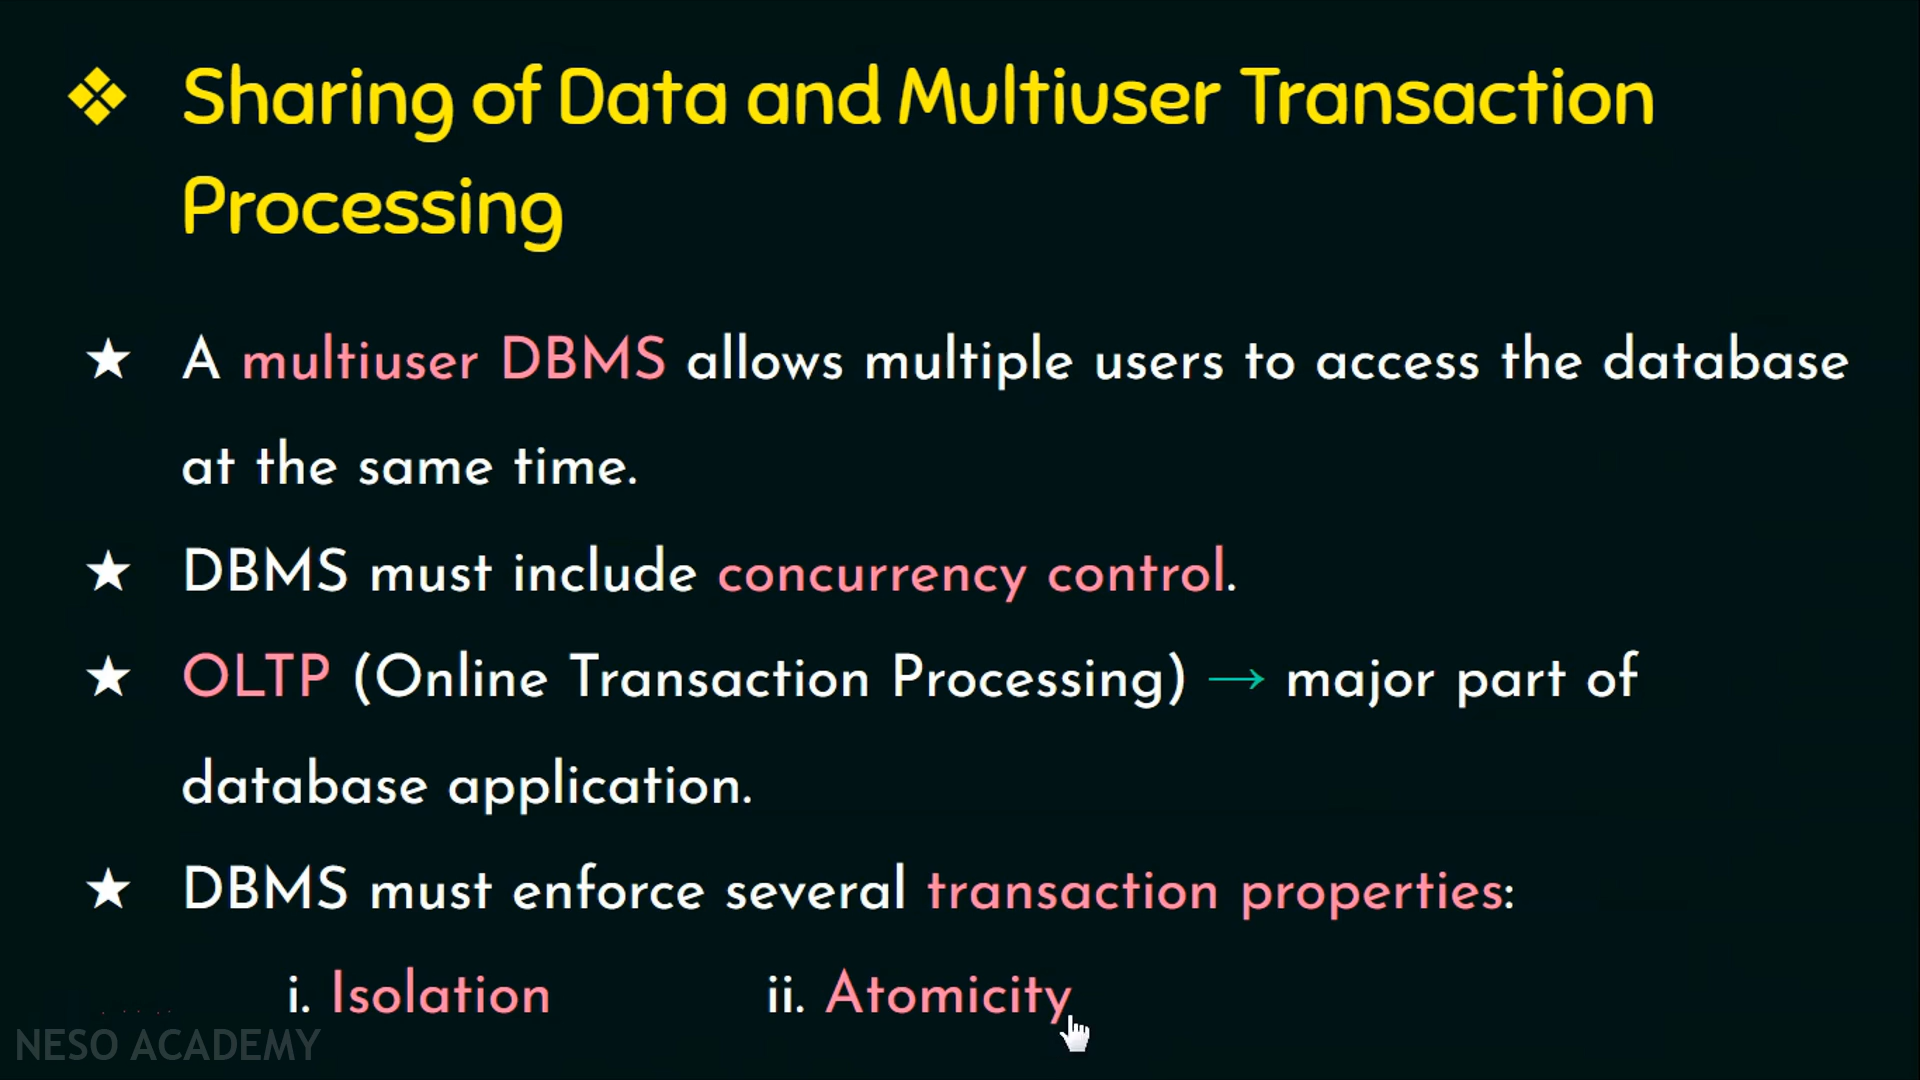 ❖ Sharing of Data and Multiuser Transaction
Processing
★ A multiuser DBMS allows multiple users to access the database
at the same time.
★ DBMS must include concurrency control.
★ OLTP (Online Transaction Processing) → major part of
database application.
★ DBMS must enforce several transaction properties:
i. Isolation ii. Atomicity
NESO ACADEMY